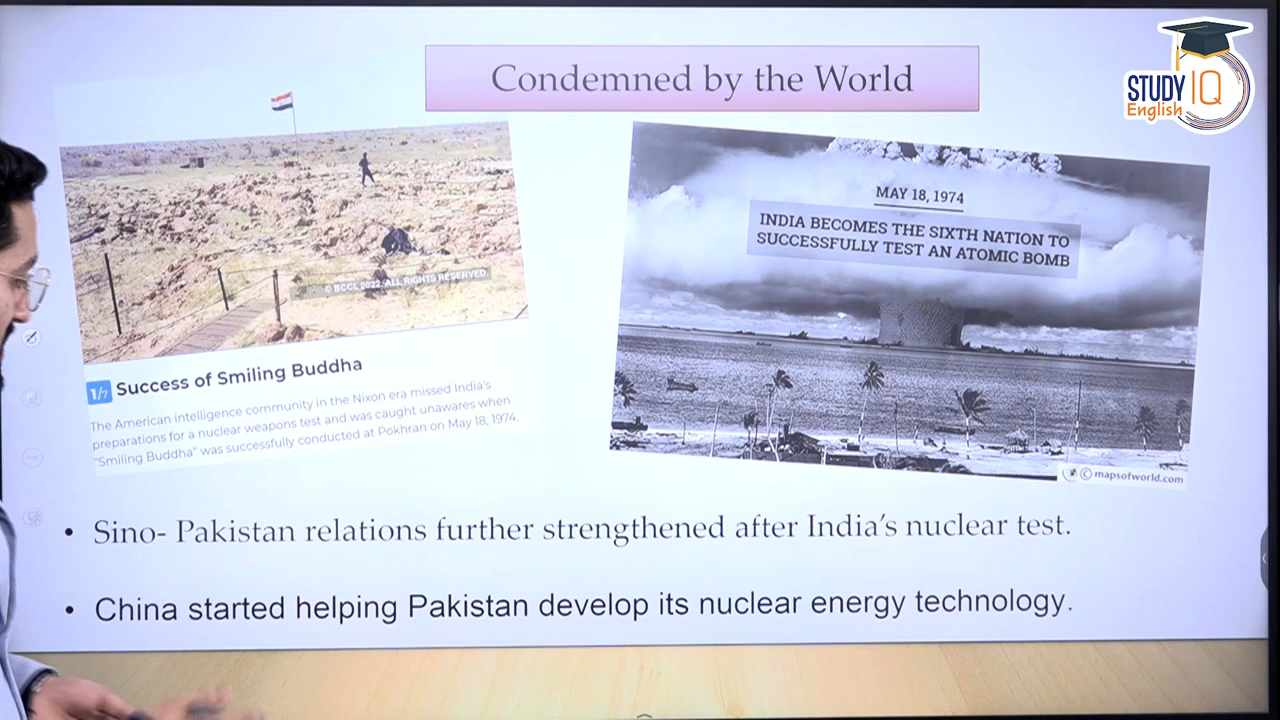 Condemned by the World
STUDY IQ
English
© BCCL 2022. ALL RIGHTS RESERVED.
MAY 18, 1974
INDIA BECOMES THE SIXTH NATION TO
SUCCESSFULLY TEST AN ATOMIC BOMB
1/7 Success of Smiling Buddha
The American intelligence community in the Nixon era missed India's
preparations for a nuclear weapons test and was caught unawares when
"Smiling Buddha" was successfully conducted at Pokhran on May 18, 1974.
© mapsofworld.com
• Sino- Pakistan relations further strengthened after India's nuclear test.
• China started helping Pakistan develop its nuclear energy technology.